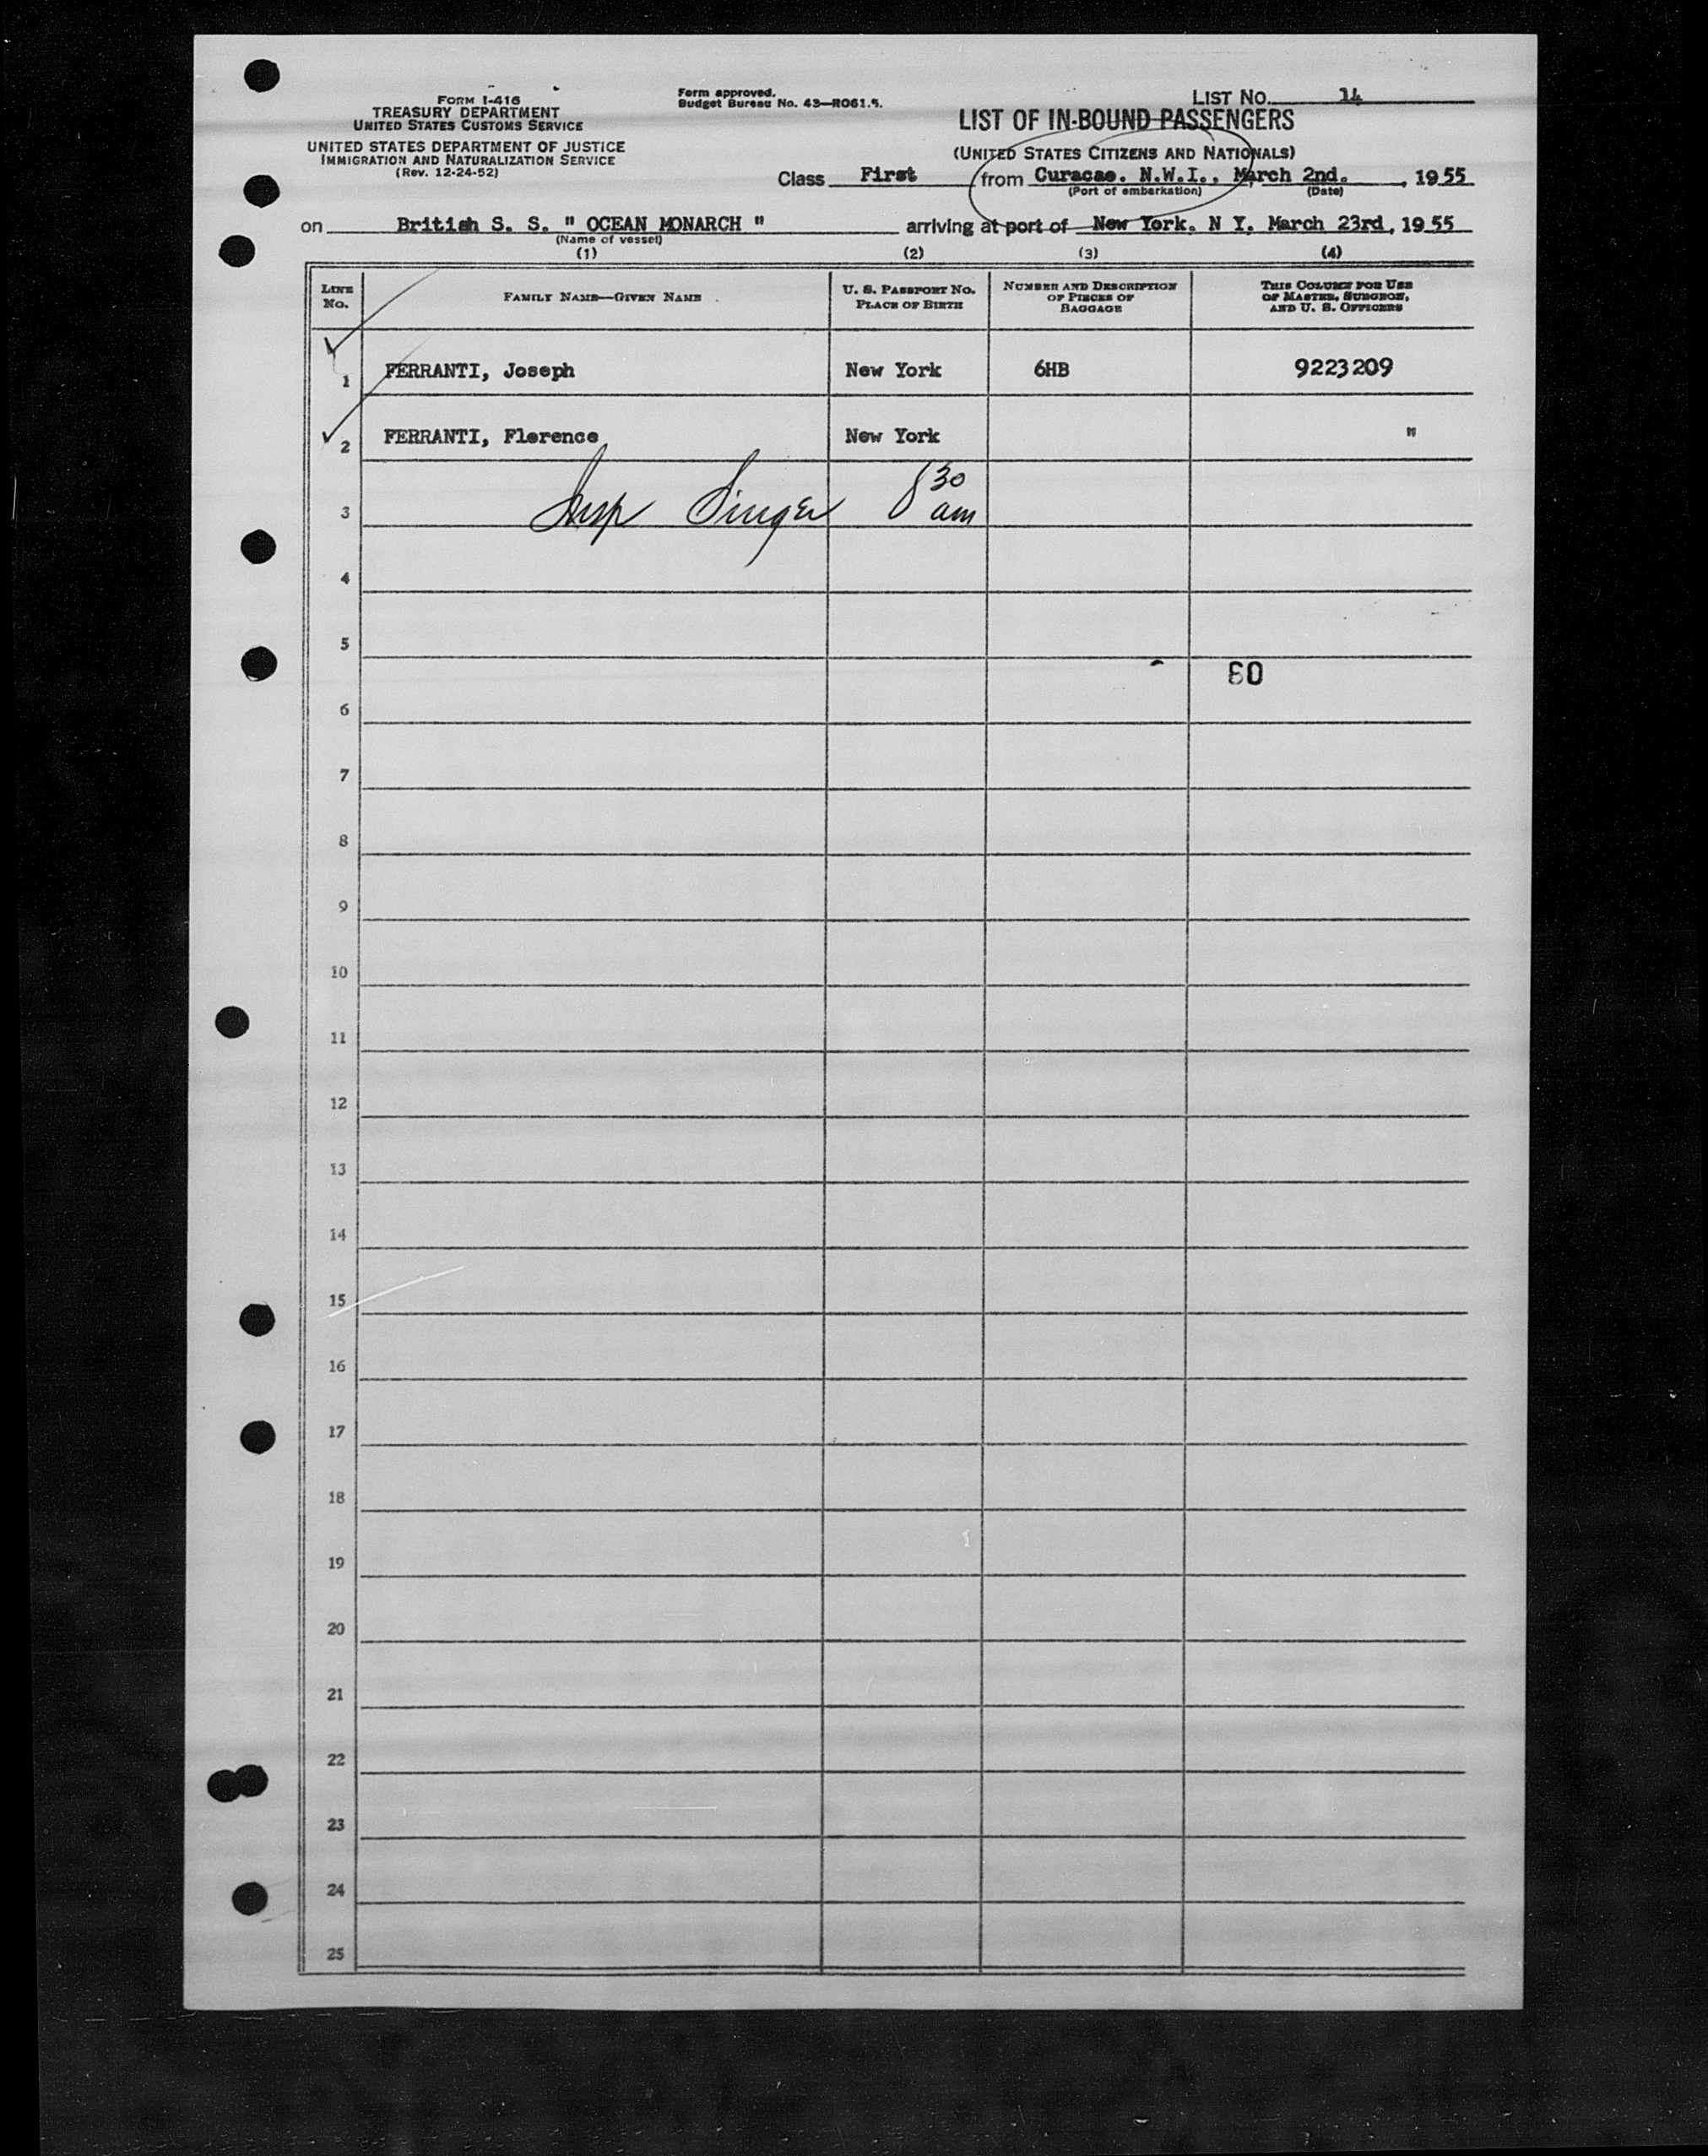 LIST NO. 14
FORM I-416
TREASURY DEPARTMENT
UNITED STATES CUSTOMS SERVICE
UNITED STATES DEPARTMENT OF JUSTICE
IMMIGRATION AND NATURALIZATION SERVICE
(Rev. 12-24-52)
Form approved.
Budget Bureau No. 43—RO61.5.
LIST OF IN-BOUND PASSENGERS
(UNITED STATES CITIZENS AND NATIONALS)
Class First from Curacao. N.W.I., March 2nd. , 1955
(Port of embarkation) (Date)
on British S. S. " OCEAN MONARCH " arriving at port of New York. N Y. March 23rd, 1955
(Name of vessel)
(1) (2) (3) (4)
LINE No. FAMILY NAME—GIVEN NAME U. S. PASSPORT NO. PLACE OF BIRTH NUMBER AND DESCRIPTION OF PIECES OF BAGGAGE THIS COLUMN FOR USE OF MASTER, SURGEON, AND U. S. OFFICERS
1 FERRANTI, Joseph New York 6HB 9223209
2 FERRANTI, Florence New York "
3 Insp Singer 8 30 am
4
5
60
6
7
8
9
10
11
12
13
14
15
16
17
18
19
20
21
22
23
24
25